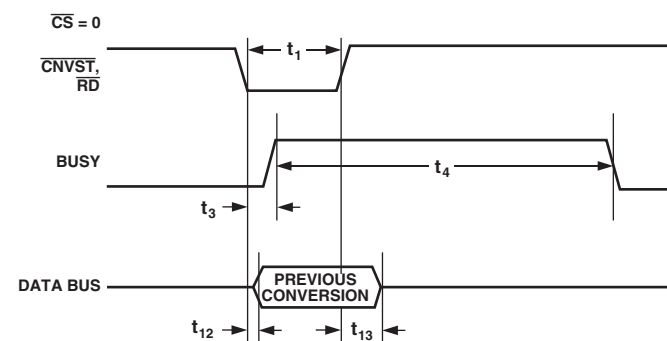 CS = 0
t1
CNVST,
RD
BUSY
t4
t3
DATA BUS
PREVIOUS
CONVERSION
t12
t13